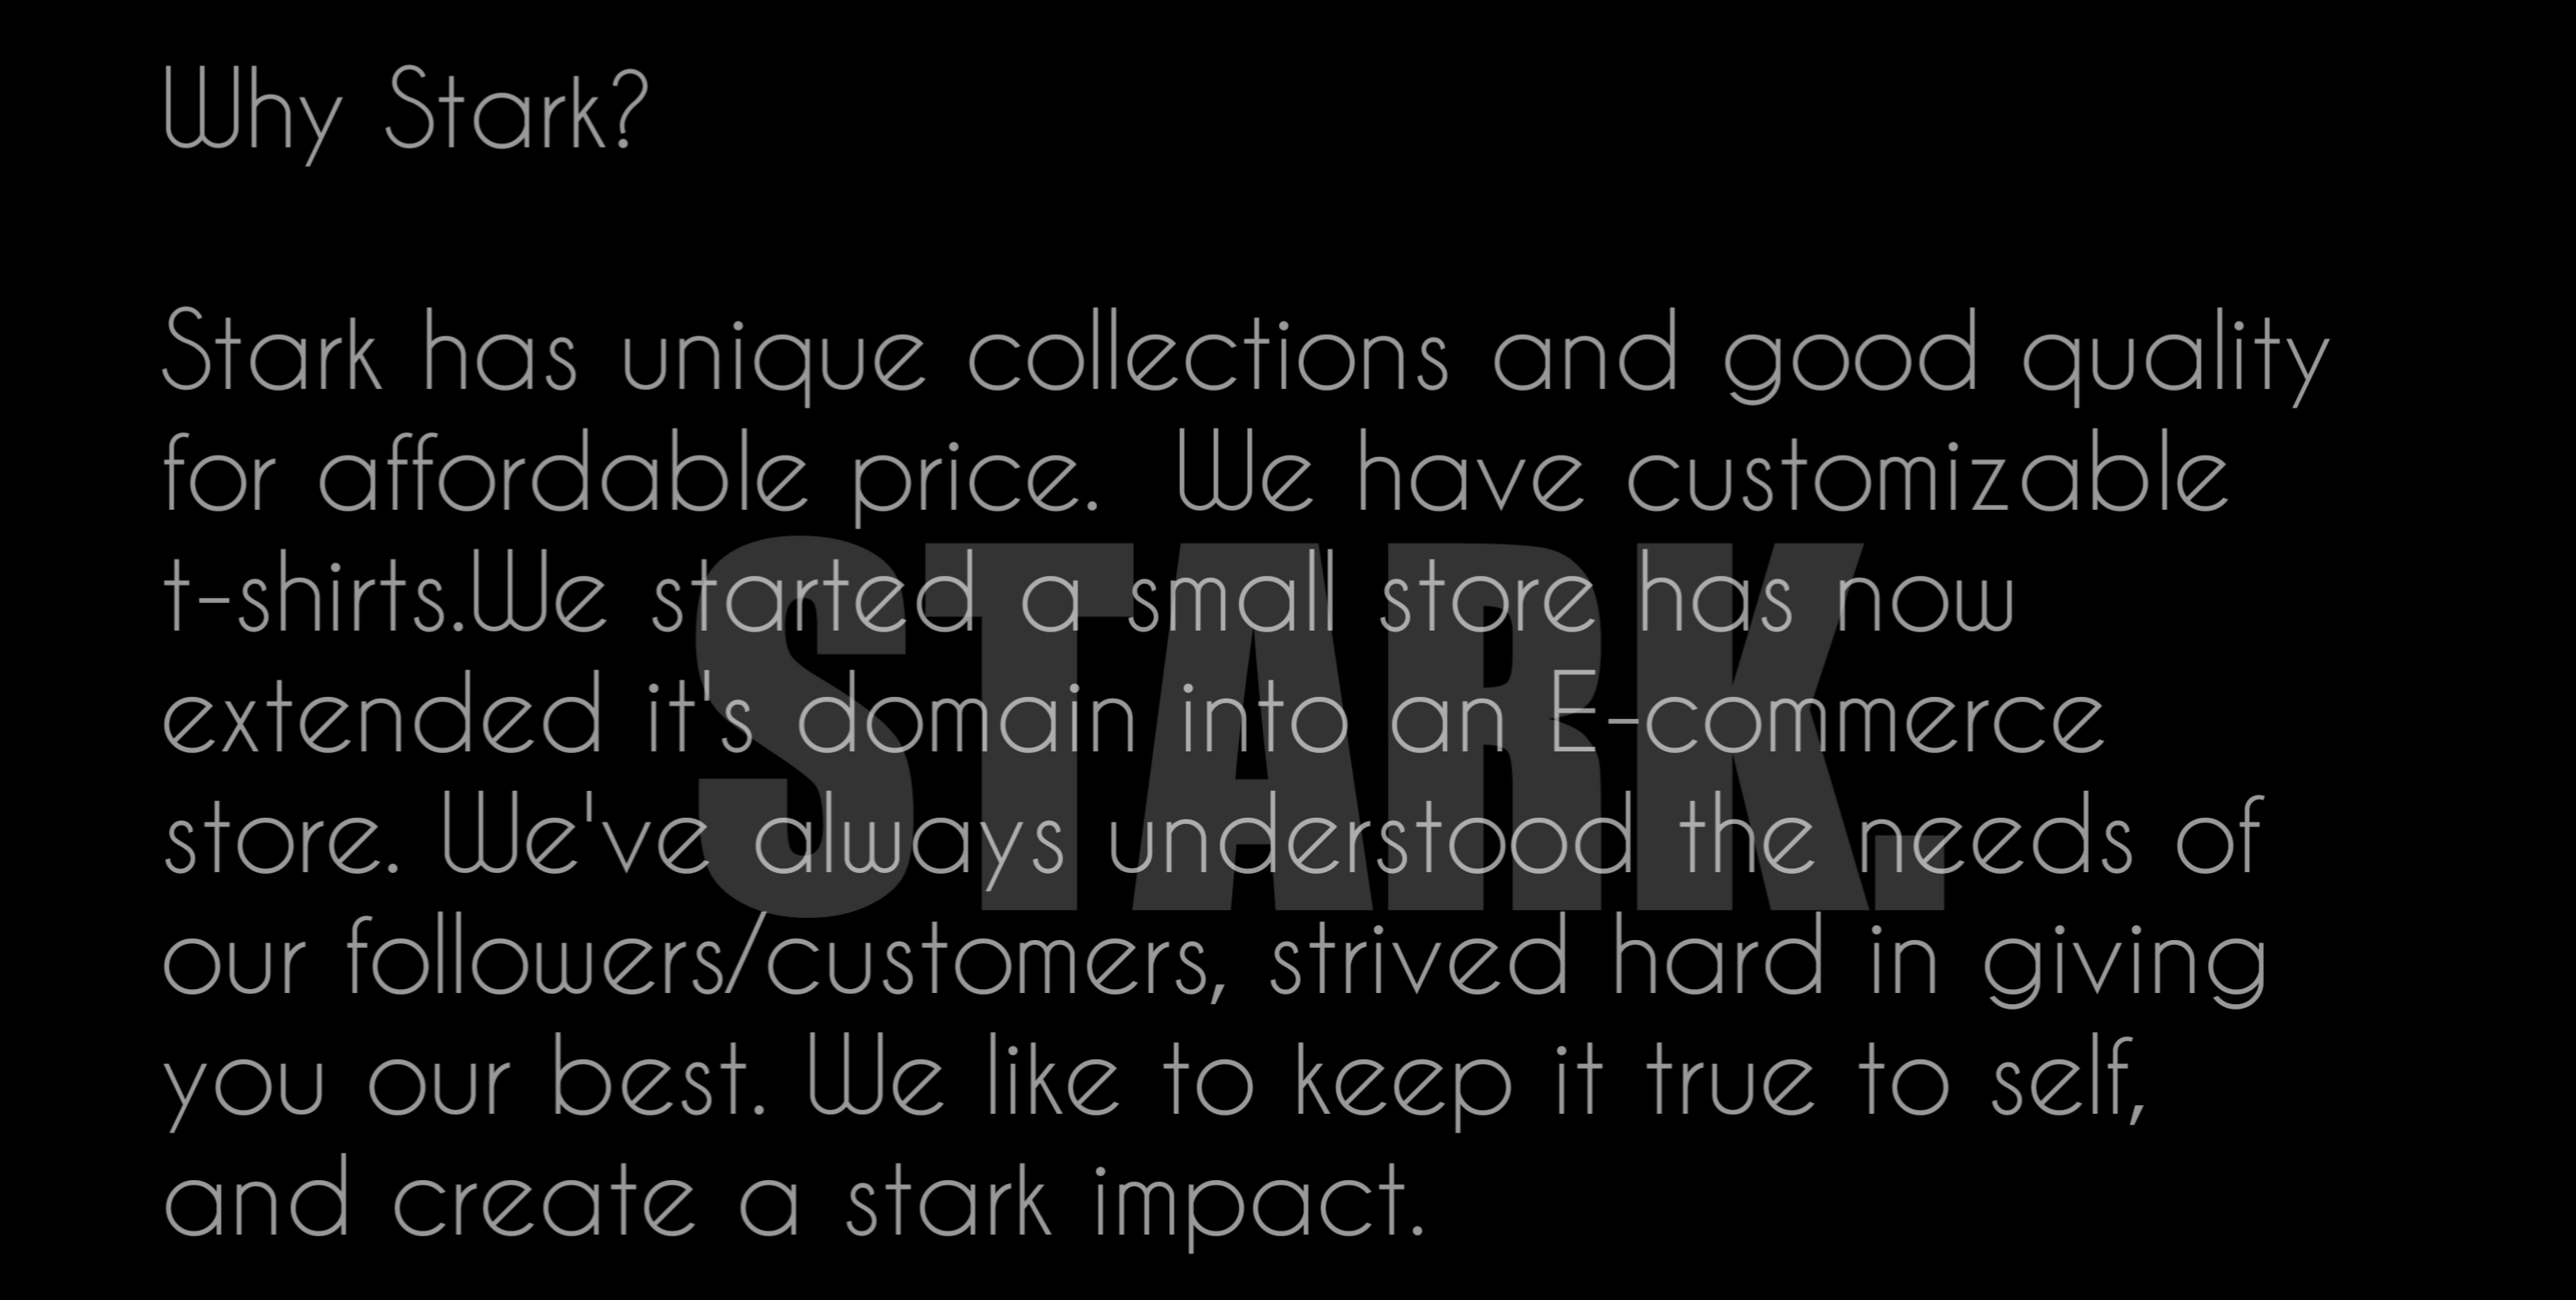 Why Stark?
Stark has unique collections and good quality
for affordable price.  We have customizable
t-shirts.We started a small store has now
extended it's domain into an E-commerce
store. We've always understood the needs of
our followers/customers, strived hard in giving
you our best. We like to keep it true to self,
and create a stark impact.
STARK.